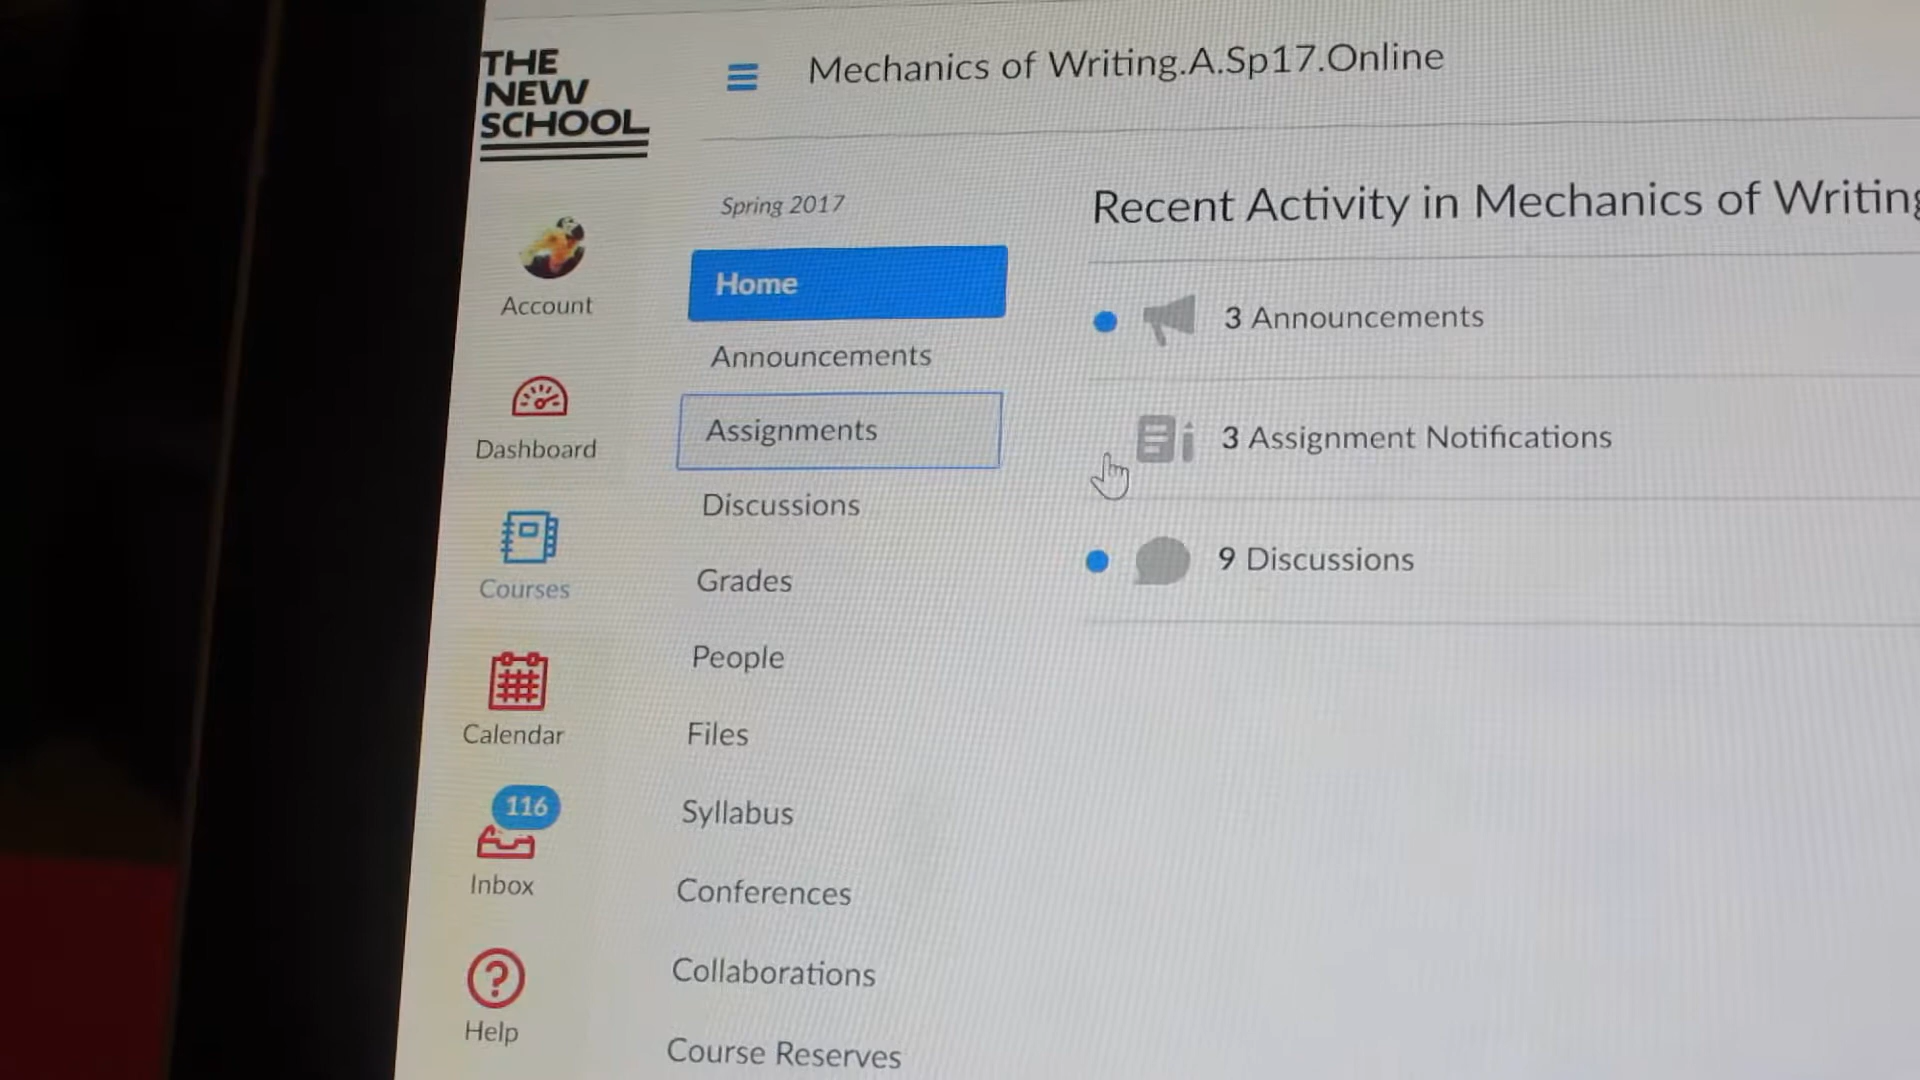 THE
NEW
SCHOOL
Mechanics of Writing.A.Sp17.Online
Account
Dashboard
Courses
Calendar
116
Inbox
Help
Spring 2017
Home
Announcements
Assignments
Discussions
Grades
People
Files
Syllabus
Conferences
Collaborations
Course Reserves
Recent Activity in Mechanics of Writing
3 Announcements
3 Assignment Notifications
9 Discussions